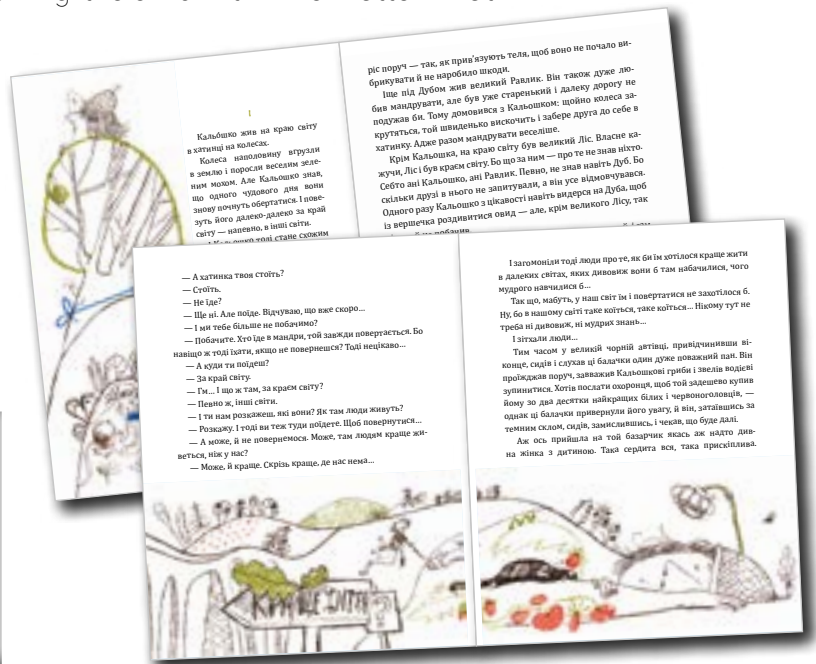 I
Кальошко жив на краю світу
в хатинці на колесах.
Колеса наполовину вгрузли
в землю і поросли веселим зеле-
ним мохом. Але Кальошко знав,
що одного чудового дня вони
знову почнуть обертатися. І пове-
зуть його далеко-далеко за край
світу — напевно, в інші світи.
І Кальошко тоді стане схожим
ріс поруч — так, як прив’язують теля, щоб воно не почало ви-
брикувати й не наробило шкоди.
Іще під Дубом жив великий Равлик. Він також дуже лю-
бив мандрувати, але був уже старенький і далеку дорогу не
подужав би. Тому домовився з Кальошком: щойно колеса за-
крутяться, той швиденько вискочить і забере друга до себе в
хатинку. Адже разом мандрувати веселіше.
Крім Кальошка, на краю світу був великий Ліс. Власне ка-
жучи, Ліс і був краєм світу. Бо що за ним — про те не знав ніхто.
Себто ані Кальошко, ані Равлик. Певно, не знав навіть Дуб. Бо
скільки друзі в нього не запитували, а він усе відмовчувався.
Одного разу Кальошко з цікавості навіть видерся на Дуба, щоб
із вершечка роздивитися овид — але, крім великого Лісу, так
— А хатинка твоя стоїть?
— Стоїть.
— Не їде?
— Ще ні. Але поїде. Відчуваю, що вже скоро...
— І ми тебе більше не побачимо?
— Побачите. Хто їде в мандри, той завжди повертається. Бо
навіщо ж тоді їхати, якщо не повернешся? Тоді нецікаво...
— А куди ти поїдеш?
— За край світу.
— Гм... І що ж там, за краєм світу?
— Певно ж, інші світи.
— І ти нам розкажеш, які вони? Як там люди живуть?
— Розкажу. І тоді ви теж туди поїдете. Щоб повернутися...
— А може, й не повернемося. Може, там людям краще жи-
веться, ніж у нас?
— Може, й краще. Скрізь краще, де нас нема...
І загомоніли тоді люди про те, як би їм хотілося краще жити
в далеких світах, яких дивовиж вони б там набачилися, чого
мудрого навчилися б...
Так що, мабуть, у наш світ їм і повертатися не захотілося б.
Ну, бо в нашому світі таке коїться, таке коїться... Нікому тут не
треба ні дивовиж, ні мудрих знань...
І зітхали люди...
Тим часом у великій чорній автівці, привідчинивши ві-
конце, сидів і слухав ці балачки один дуже поважний пан. Він
проїжджав поруч, завважив Кальошкові гриби і звелів водієві
зупинитися. Хотів послати охоронця, щоб той задешево купив
йому зо два десятки найкращих білих і червоноголовців, —
однак ці балачки привернули його увагу, й він, затаївшись за
темним склом, сидів, замислившись, і чекав, що буде далі.
Аж ось прийшла на той базарчик якась аж надто див-
на жінка з дитиною. Така сердита вся, така прискіплива.